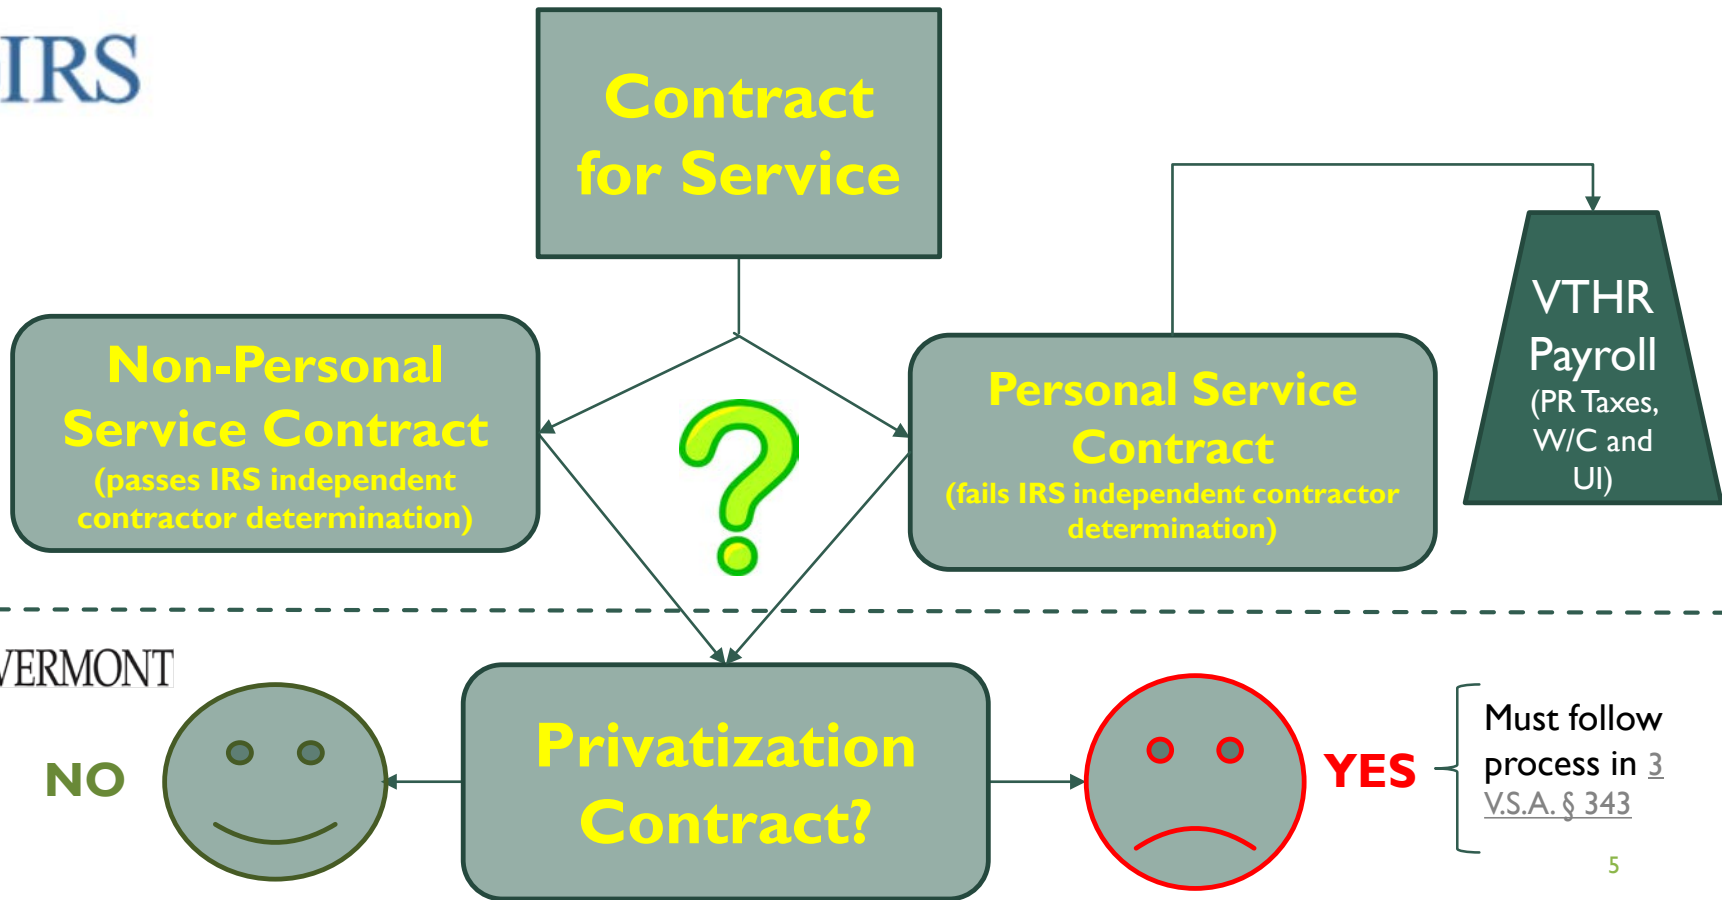 IRS
Contract
for Service
Non-Personal
Service Contract
(passes IRS independent
contractor determination)
?
Personal Service
Contract
(fails IRS independent contractor
determination)
VTHR
Payroll
(PR Taxes,
W/C and
UI)
VERMONT
NO
Privatization
Contract?
YES
Must follow
process in 3
V.S.A. § 343
5